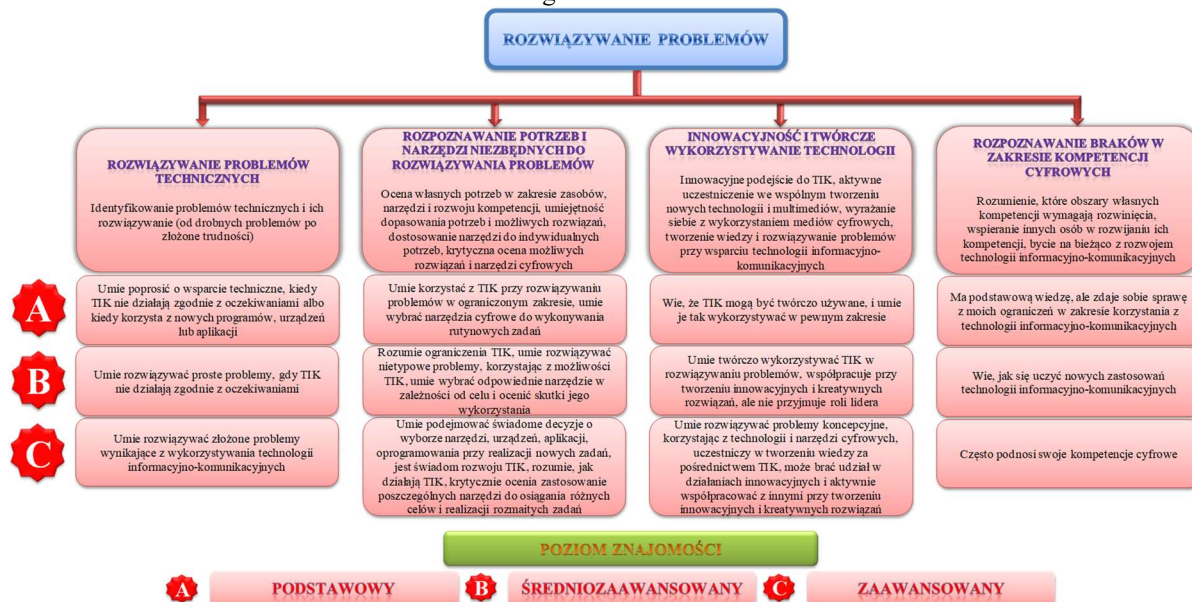 g
ROZWIĄZYWANIE PROBLEMÓW
ROZWIĄZYWANIE PROBLEMÓW
TECHNICZNYCH
Identyfikowanie problemów technicznych i ich
rozwiązywanie (od drobnych problemów po
złożone trudności)
ROZPOZNAWANIE POTRZEB I
NARZĘDZI NIEZBĘDNYCH DO
ROZWIĄZYWANIA PROBLEMÓW
Ocena własnych potrzeb w zakresie zasobów,
narzędzi i rozwoju kompetencji, umiejętność
dopasowania potrzeb i możliwych rozwiązań,
dostosowanie narzędzi do indywidualnych
potrzeb, krytyczna ocena możliwych
rozwiązań i narzędzi cyfrowych
INNOWACYJNOŚĆ I TWÓRCZE
WYKORZYSTYWANIE TECHNOLOGII
Innowacyjne podejście do TIK, aktywne
uczestniczenie we wspólnym tworzeniu
nowych technologii i multimediów, wyrażanie
siebie z wykorzystaniem mediów cyfrowych,
tworzenie wiedzy i rozwiązywanie problemów
przy wsparciu technologii informacyjno-
komunikacyjnych
ROZPOZNAWANIE BRAKÓW W
ZAKRESIE KOMPETENCJI
CYFROWYCH
Rozumienie, które obszary własnych
kompetencji wymagają rozwinięcia,
wspieranie innych osób w rozwijaniu ich
kompetencji, bycie na bieżąco z rozwojem
technologii informacyjno-komunikacyjnych
A
Umie poprosić o wsparcie techniczne, kiedy
TIK nie działają zgodnie z oczekiwaniami albo
kiedy korzysta z nowych programów, urządzeń
lub aplikacji
Umie korzystać z TIK przy rozwiązywaniu
problemów w ograniczonym zakresie, umie
wybrać narzędzia cyfrowe do wykonywania
rutynowych zadań
Wie, że TIK mogą być twórczo używane, i umie
je tak wykorzystywać w pewnym zakresie
Ma podstawową wiedzę, ale zdaje sobie sprawę
z moich ograniczeń w zakresie korzystania z
technologii informacyjno-komunikacyjnych
B
Umie rozwiązywać proste problemy, gdy TIK
nie działają zgodnie z oczekiwaniami
Rozumie ograniczenia TIK, umie rozwiązywać
nietypowe problemy, korzystając z możliwości
TIK, umie wybrać odpowiednie narzędzie w
zależności od celu i ocenić skutki jego
wykorzystania
Umie twórczo wykorzystywać TIK w
rozwiązywaniu problemów, współpracuje przy
tworzeniu innowacyjnych i kreatywnych
rozwiązań, ale nie przyjmuje roli lidera
Wie, jak się uczyć nowych zastosowań
technologii informacyjno-komunikacyjnych
C
Umie rozwiązywać złożone problemy
wynikające z wykorzystywania technologii
informacyjno-komunikacyjnych
Umie podejmować świadome decyzje o
wyborze narzędzi, urządzeń, aplikacji,
oprogramowania przy realizacji nowych zadań,
jest świadom rozwoju TIK, rozumie, jak
działają TIK, krytycznie ocenia zastosowanie
poszczególnych narzędzi do osiągania różnych
celów i realizacji rozmaitych zadań
Umie rozwiązywać problemy koncepcyjne,
korzystając z technologii i narzędzi cyfrowych,
uczestniczy w tworzeniu wiedzy za
pośrednictwem TIK, może brać udział w
działaniach innowacyjnych i aktywnie
współpracować z innymi przy tworzeniu
innowacyjnych i kreatywnych rozwiązań
Często podnosi swoje kompetencje cyfrowe
POZIOM ZNAJOMOŚCI
A PODSTAWOWY B ŚREDNIOZAAWANSOWANY C ZAAWANSOWANY